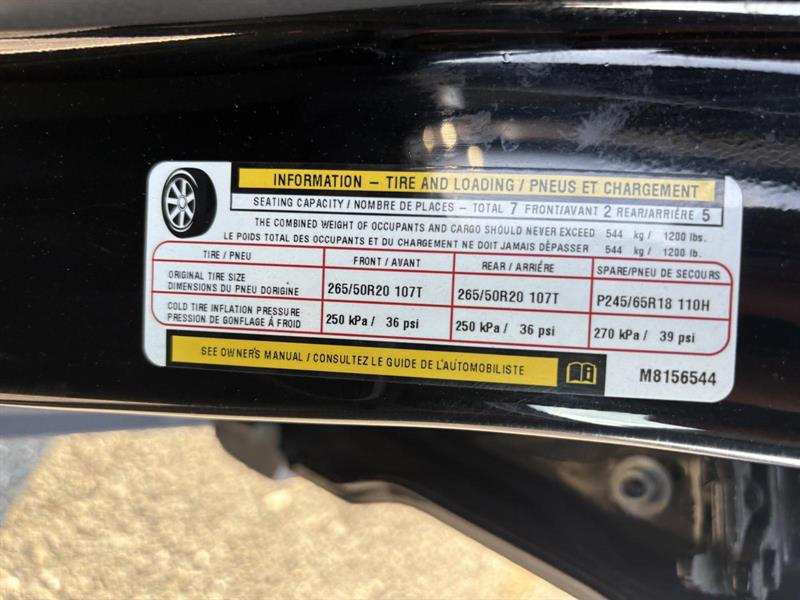 INFORMATION – TIRE AND LOADING / PNEUS ET CHARGEMENT
SEATING CAPACITY / NOMBRE DE PLACES – TOTAL 7 FRONT/AVANT 2 REAR/ARRIÉRE 5
THE COMBINED WEIGHT OF OCCUPANTS AND CARGO SHOULD NEVER EXCEED 544 kg / 1200 lbs.
LE POIDS TOTAL DES OCCUPANTS ET DU CHARGEMENT NE DOIT JAMAIS DÉPASSER 544 kg / 1200 lb.
TIRE / PNEU FRONT / AVANT REAR / ARRIÉRE SPARE/PNEU DE SECOURS
ORIGINAL TIRE SIZE
DIMENSIONS DU PNEU DORIGINE 265/50R20 107T 265/50R20 107T P245/65R18 110H
COLD TIRE INFLATION PRESSURE
PRESSION DE GONFLAGE À FROID 250 kPa / 36 psi 250 kPa / 36 psi 270 kPa / 39 psi
SEE OWNER'S MANUAL / CONSULTEZ LE GUIDE DE L'AUTOMOBILISTE
M8156544